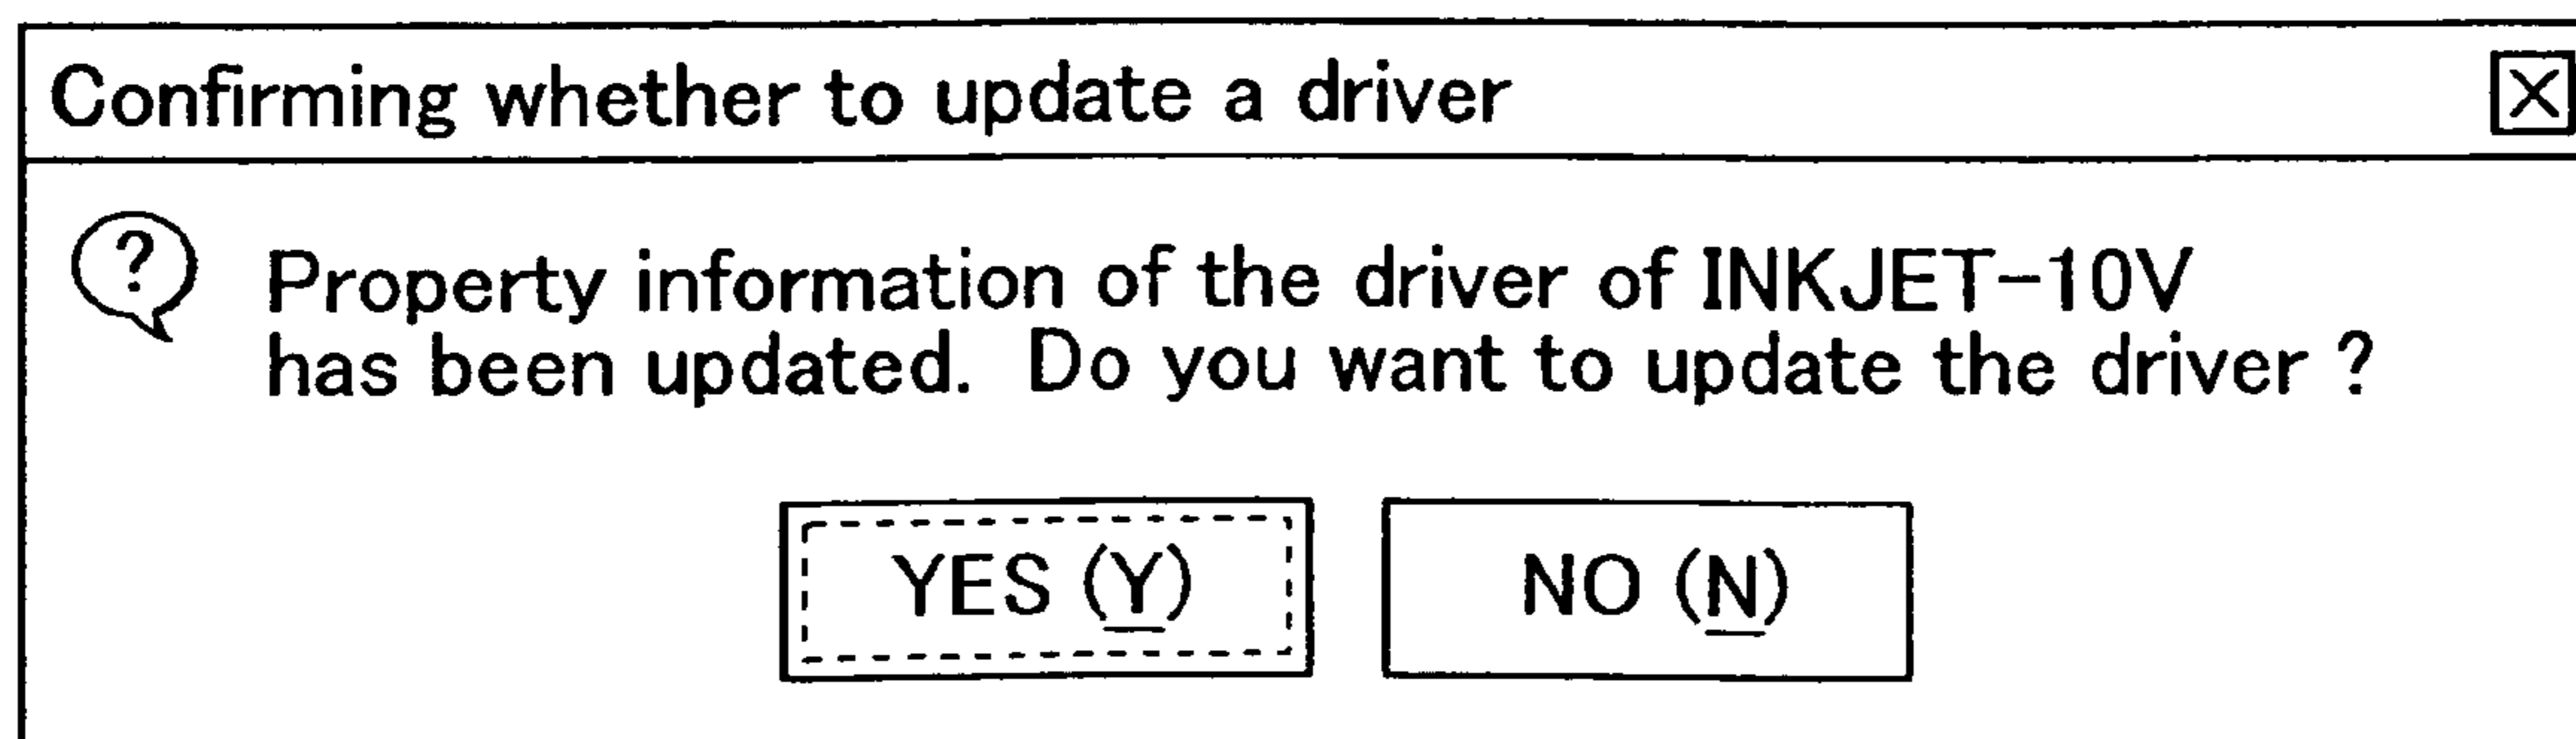 Confirming whether to update a driver
?
Property information of the driver of INKJET-10V
has been updated. Do you want to update the driver ?
YES (Y) NO (N)